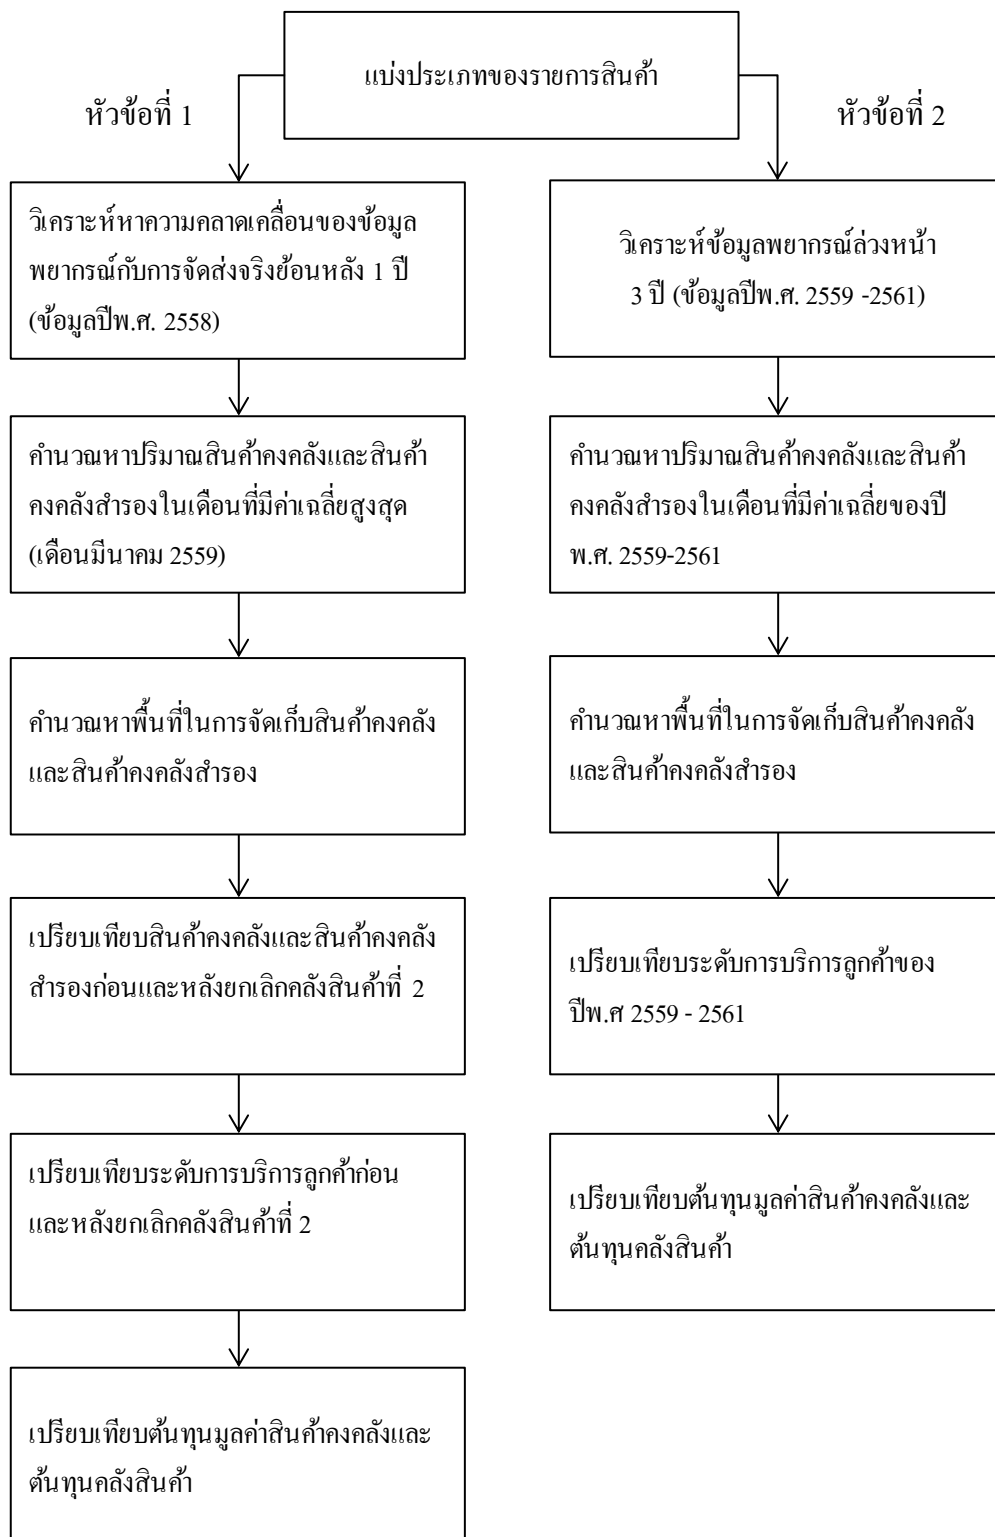 แบ่งประเภทของรายการสินค้า
หัวข้อที่ 1
หัวข้อที่ 2
วิเคราะห์หาความคลาดเคลื่อนของข้อมูล
พยากรณ์กับการจัดส่งจริงย้อนหลัง 1 ปี
(ข้อมูลปีพ.ศ. 2558)
คำนวณหาปริมาณสินค้าคงคลังและสินค้า
คงคลังสำรองในเดือนที่มีค่าเฉลี่ยสูงสุด
(เดือนมีนาคม 2559)
คำนวณหาพื้นที่ในการจัดเก็บสินค้าคงคลัง
และสินค้าคงคลังสำรอง
เปรียบเทียบสินค้าคงคลังและสินค้าคงคลัง
สำรองก่อนและหลังยกเลิกคลังสินค้าที่ 2
เปรียบเทียบระดับการบริการลูกค้าก่อน
และหลังยกเลิกคลังสินค้าที่ 2
เปรียบเทียบต้นทุนมูลค่าสินค้าคงคลังและ
ต้นทุนคลังสินค้า
วิเคราะห์ข้อมูลพยากรณ์ล่วงหน้า
3 ปี (ข้อมูลปีพ.ศ. 2559 -2561)
คำนวณหาปริมาณสินค้าคงคลังและสินค้า
คงคลังสำรองในเดือนที่มีค่าเฉลี่ยของปี
พ.ศ. 2559-2561
คำนวณหาพื้นที่ในการจัดเก็บสินค้าคงคลัง
และสินค้าคงคลังสำรอง
เปรียบเทียบระดับการบริการลูกค้าของ
ปีพ.ศ 2559 - 2561
เปรียบเทียบต้นทุนมูลค่าสินค้าคงคลังและ
ต้นทุนคลังสินค้า